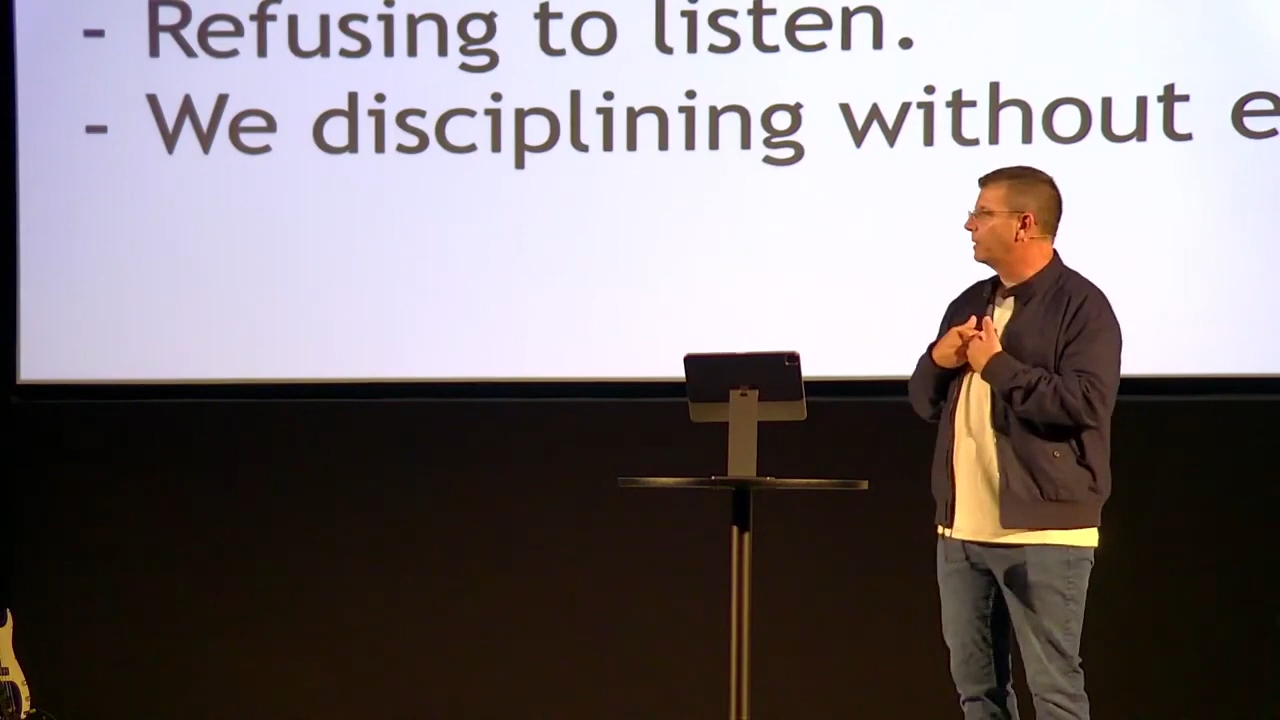 - Refusing to listen.
- We disciplining without e